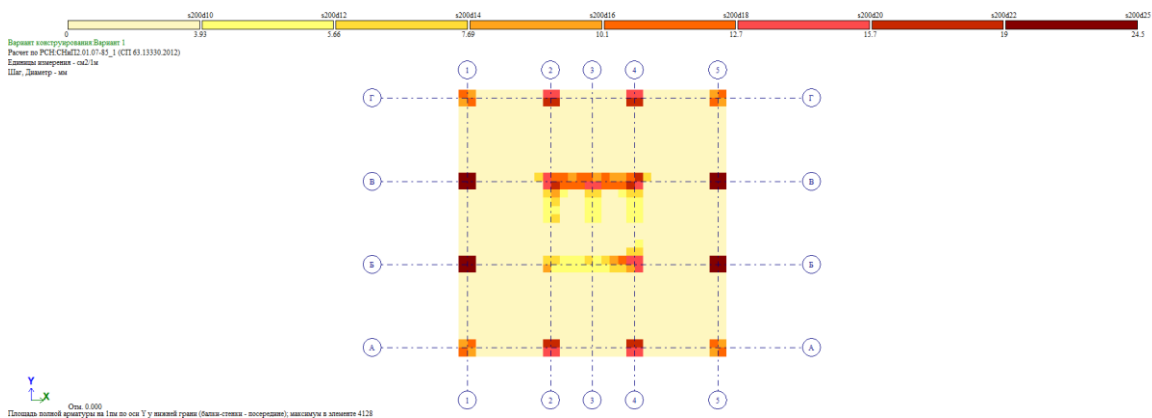 s200d10 s200d12 s200d14 s200d16 s200d18 s200d20 s200d22 s200d25
0 3.93 5.66 7.69 10.1 12.7 15.7 19 24.5
Вариант конструирования:Вариант 1
Расчет по РСН:СНиП2.01.07-85_1 (СП 63.13330.2012)
Единицы измерения - см2/1м
Шаг, Диаметр - мм
1 2 3 4 5
Г Г
В В
Б Б
А А
1 2 3 4 5
Y
X
Отм. 0.000
Площадь полной арматуры на 1пм по оси Y у нижней грани (балки-стенки - посередине); максимум в элементе 4128